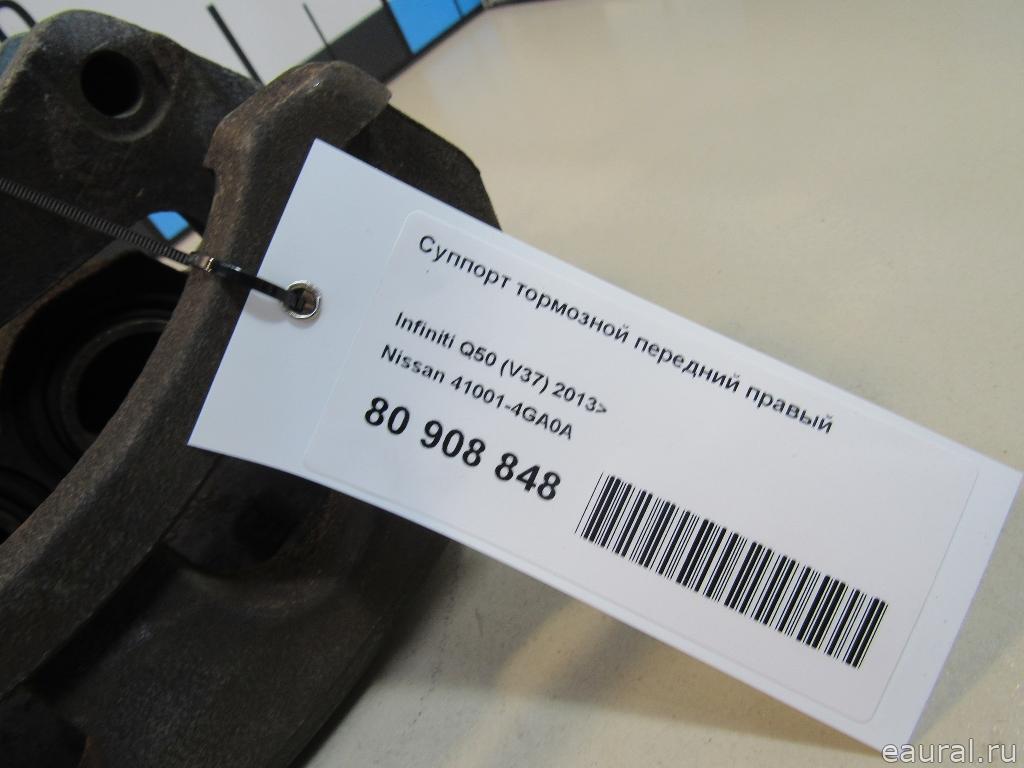 Суппорт тормозной передний правый
Infiniti Q50 (V37) 2013>
Nissan 41001-4GA0A
80 908 848
eaural.ru